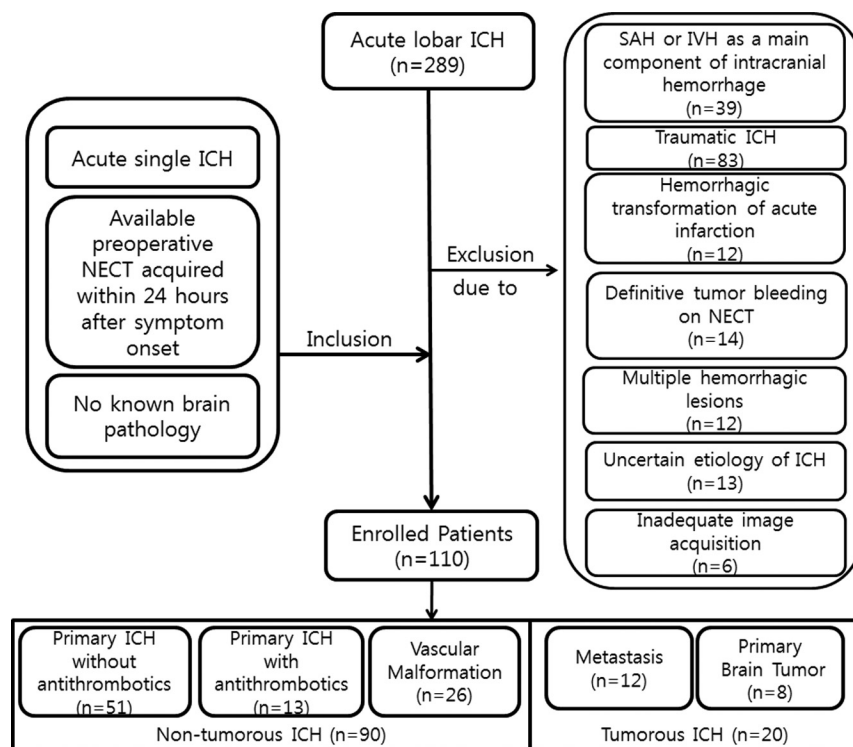 Acute lobar ICH
(n=289)
Acute single ICH
Available
preoperative
NECT acquired
within 24 hours
after symptom
onset
No known brain
pathology
Inclusion
Exclusion
due to
SAH or IVH as a main
component of intracranial
hemorrhage
(n=39)
Traumatic ICH
(n=83)
Hemorrhagic
transformation of acute
infarction
(n=12)
Definitive tumor bleeding
on NECT
(n=14)
Multiple hemorrhagic
lesions
(n=12)
Uncertain etiology of ICH
(n=13)
Inadequate image
acquisition
(n=6)
Enrolled Patients
(n=110)
Primary ICH
without
antithrombotics
(n=51)
Primary ICH
with
antithrombotics
(n=13)
Vascular
Malformation
(n=26)
Non-tumorous ICH (n=90)
Metastasis
(n=12)
Primary
Brain Tumor
(n=8)
Tumorous ICH (n=20)